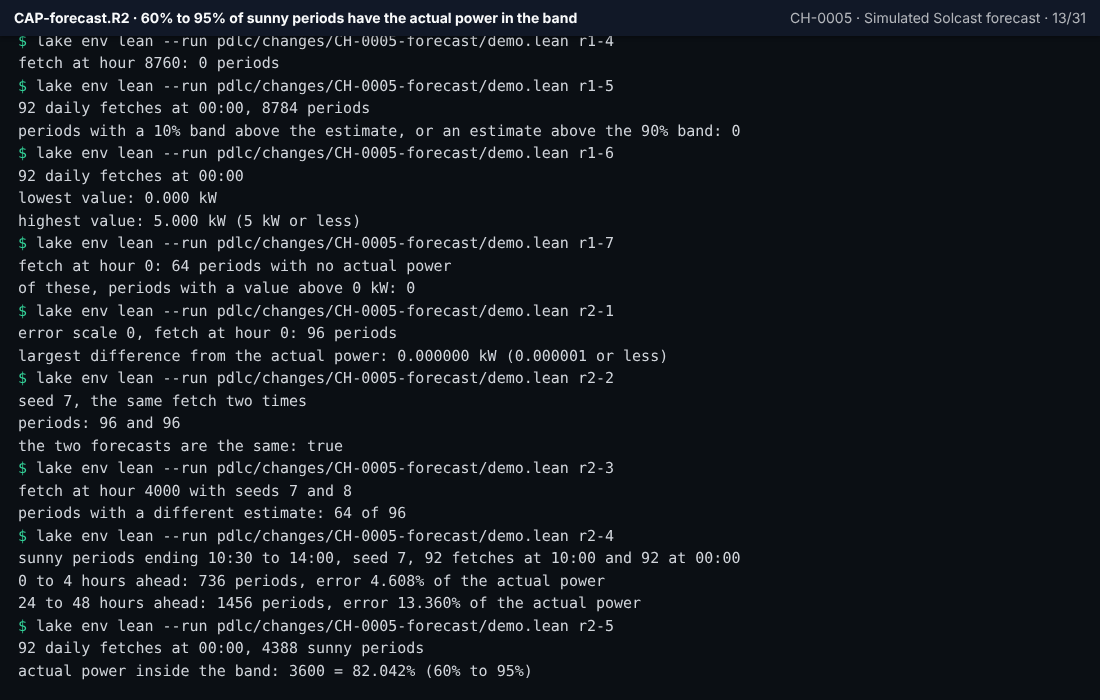 CAP-forecast.R2 · 60% to 95% of sunny periods have the actual power in the band
CH-0005 · Simulated Solcast forecast · 13/31
$ lake env lean --run pdlc/changes/CH-0005-forecast/demo.lean r1-4
fetch at hour 8760: 0 periods
$ lake env lean --run pdlc/changes/CH-0005-forecast/demo.lean r1-5
92 daily fetches at 00:00, 8784 periods
periods with a 10% band above the estimate, or an estimate above the 90% band: 0
$ lake env lean --run pdlc/changes/CH-0005-forecast/demo.lean r1-6
92 daily fetches at 00:00
lowest value: 0.000 kW
highest value: 5.000 kW (5 kW or less)
$ lake env lean --run pdlc/changes/CH-0005-forecast/demo.lean r1-7
fetch at hour 0: 64 periods with no actual power
of these, periods with a value above 0 kW: 0
$ lake env lean --run pdlc/changes/CH-0005-forecast/demo.lean r2-1
error scale 0, fetch at hour 0: 96 periods
largest difference from the actual power: 0.000000 kW (0.000001 or less)
$ lake env lean --run pdlc/changes/CH-0005-forecast/demo.lean r2-2
seed 7, the same fetch two times
periods: 96 and 96
the two forecasts are the same: true
$ lake env lean --run pdlc/changes/CH-0005-forecast/demo.lean r2-3
fetch at hour 4000 with seeds 7 and 8
periods with a different estimate: 64 of 96
$ lake env lean --run pdlc/changes/CH-0005-forecast/demo.lean r2-4
sunny periods ending 10:30 to 14:00, seed 7, 92 fetches at 10:00 and 92 at 00:00
0 to 4 hours ahead: 736 periods, error 4.608% of the actual power
24 to 48 hours ahead: 1456 periods, error 13.360% of the actual power
$ lake env lean --run pdlc/changes/CH-0005-forecast/demo.lean r2-5
92 daily fetches at 00:00, 4388 sunny periods
actual power inside the band: 3600 = 82.042% (60% to 95%)